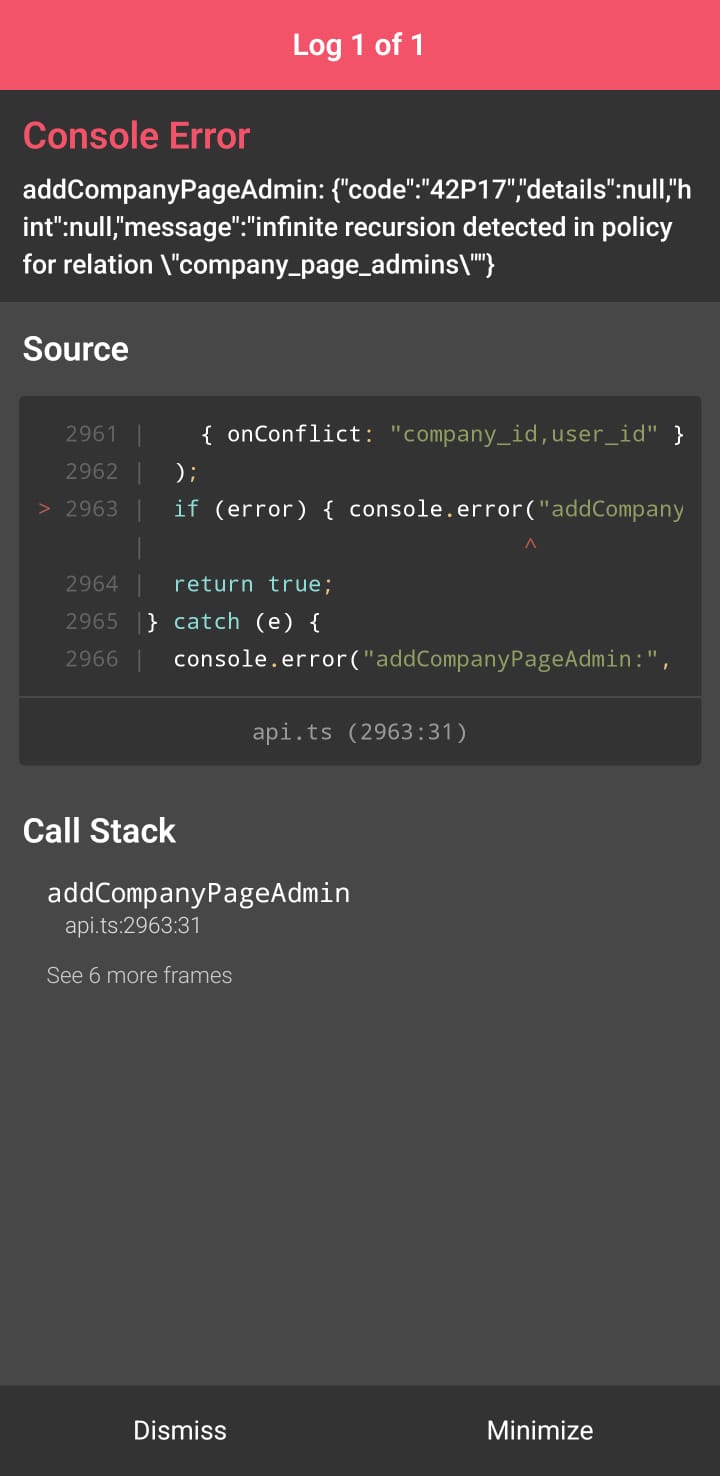 Log 1 of 1
Console Error
addCompanyPageAdmin: {"code":"42P17","details":null,"h
int":null,"message":"infinite recursion detected in policy
for relation \"company_page_admins\""}
Source
2961 |     { onConflict: "company_id,user_id" }
2962 |   );
> 2963 |   if (error) { console.error("addCompany
|                              ^
2964 |   return true;
2965 | } catch (e) {
2966 |   console.error("addCompanyPageAdmin:",
api.ts (2963:31)
Call Stack
addCompanyPageAdmin
api.ts:2963:31
See 6 more frames
Dismiss
Minimize